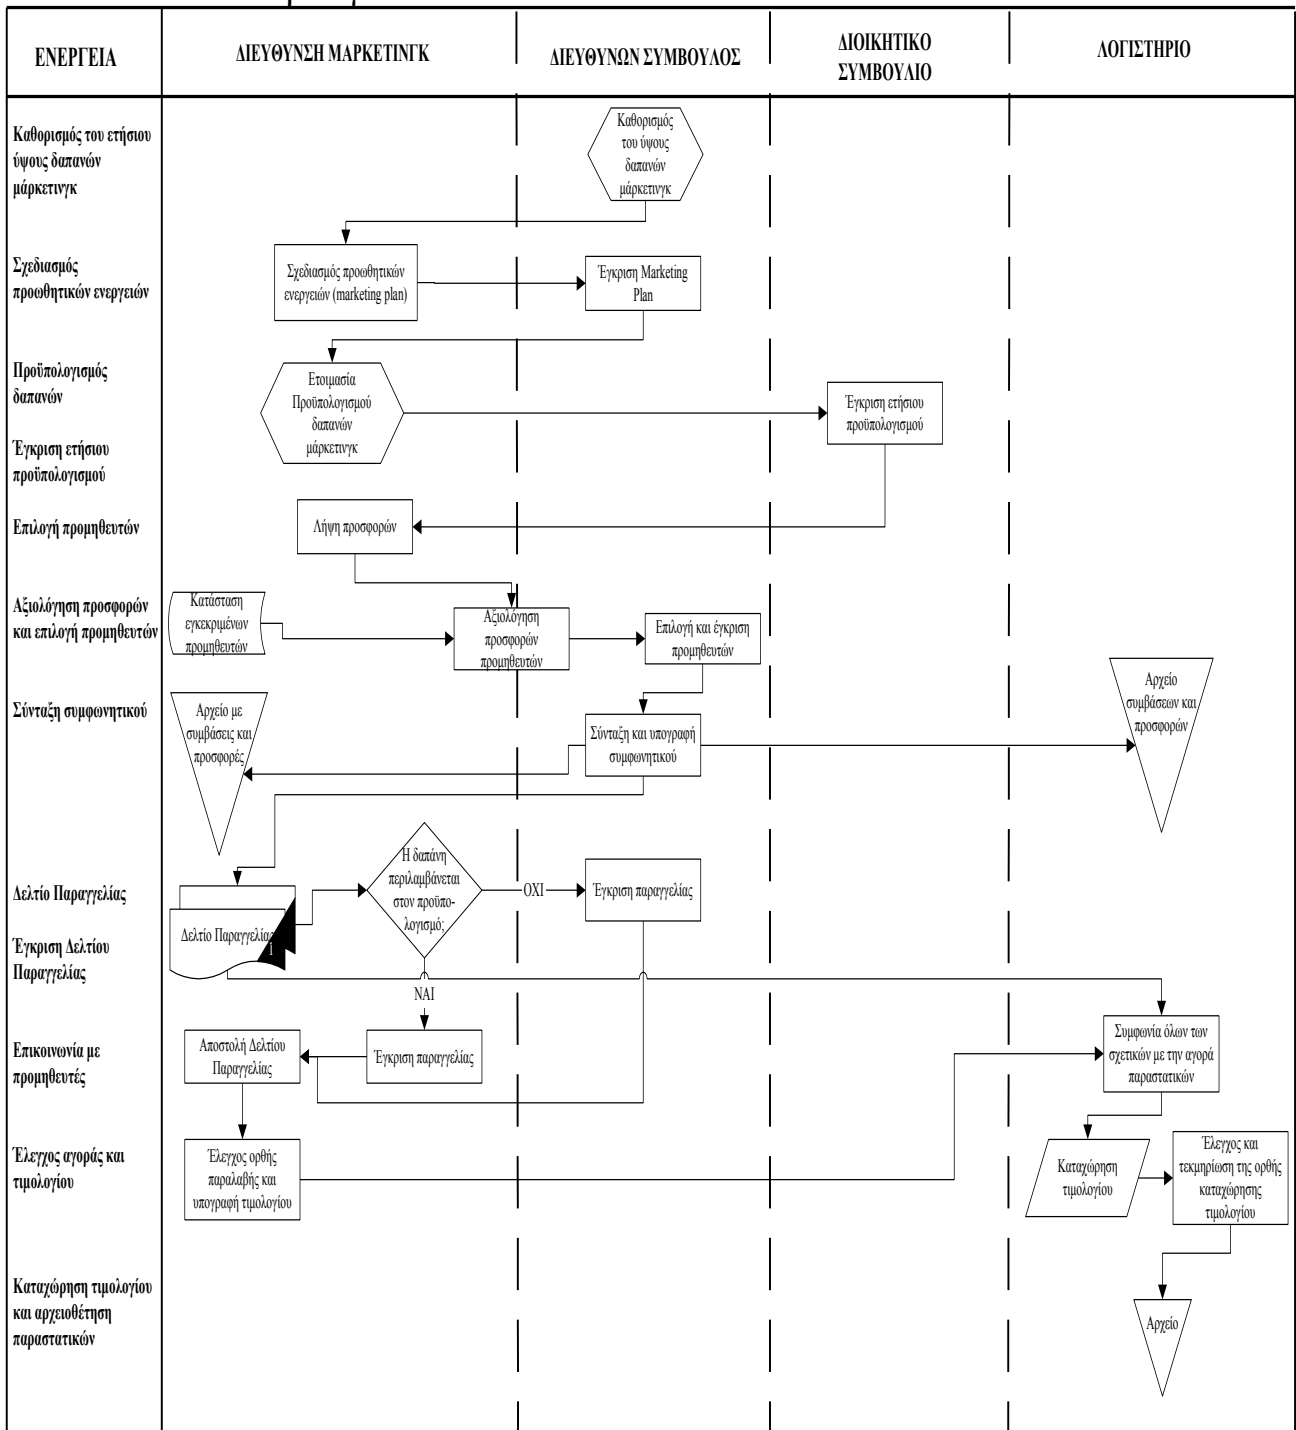 ΕΝΕΡΓΕΙΑ
ΔΙΕΥΘΥΝΣΗ ΜΑΡΚΕΤΙΝΓΚ
ΔΙΕΥΘΥΝΩΝ ΣΥΜΒΟΥΛΟΣ
ΔΙΟΙΚΗΤΙΚΟ
ΣΥΜΒΟΥΛΙΟ
ΛΟΓΙΣΤΗΡΙΟ
Καθορισμός του ετήσιου
ύψους δαπανών
μάρκετινγκ
Καθορισμός
του ύψους
δαπανών
μάρκετινγκ
Σχεδιασμός
προωθητικών ενεργειών
Σχεδιασμός προωθητικών
ενεργειών (marketing plan)
Έγκριση Marketing
Plan
Προϋπολογισμός
δαπανών
Ετοιμασία
Προϋπολογισμού
δαπανών
μάρκετινγκ
Έγκριση ετήσιου
προϋπολογισμού
Έγκριση ετήσιου
προϋπολογισμού
Επιλογή προμηθευτών
Λήψη προσφορών
Αξιολόγηση προσφορών
και επιλογή προμηθευτών
Κατάσταση
εγκεκριμένων
προμηθευτών
Αξιολόγηση
προσφορών
προμηθευτών
Επιλογή και έγκριση
προμηθευτών
Σύνταξη συμφωνητικού
Αρχείο με
συμβάσεις και
προσφορές
Σύνταξη και υπογραφή
συμφωνητικού
Αρχείο
συμβάσεων και
προσφορών
Δελτίο Παραγγελίας
Δελτίο Παραγγελίας
1
Η δαπάνη
περιλαμβάνεται
στον προϋπο-
λογισμό;
ΟΧΙ
Έγκριση παραγγελίας
Έγκριση Δελτίου
Παραγγελίας
ΝΑΙ
Επικοινωνία με
προμηθευτές
Αποστολή Δελτίου
Παραγγελίας
Έγκριση παραγγελίας
Συμφωνία όλων των
σχετικών με την αγορά
παραστατικών
Έλεγχος αγοράς και
τιμολογίου
Έλεγχος ορθής
παραλαβής και
υπογραφή τιμολογίου
Καταχώρηση
τιμολογίου
Έλεγχος και
τεκμηρίωση της ορθής
καταχώρησης
τιμολογίου
Καταχώρηση τιμολογίου
και αρχειοθέτηση
παραστατικών
Αρχείο